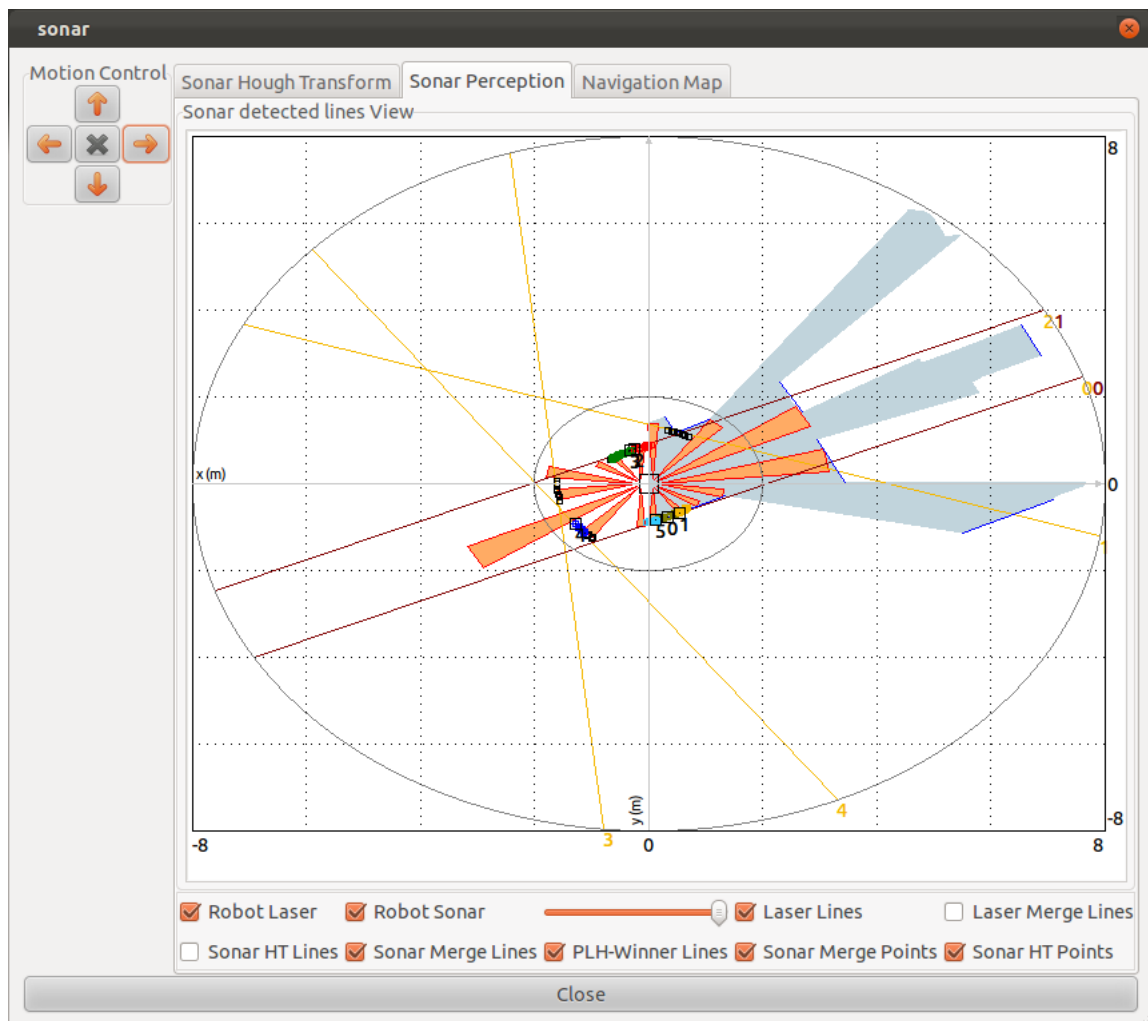 sonar
Motion Control
Sonar Hough Transform
Sonar Perception
Navigation Map
Sonar detected lines View
8
21
00
x (m)
0
32
501
1
y (m)
4
3
-8
-8
0
8
Robot Laser
Robot Sonar
Laser Lines
Laser Merge Lines
Sonar HT Lines
Sonar Merge Lines
PLH-Winner Lines
Sonar Merge Points
Sonar HT Points
Close